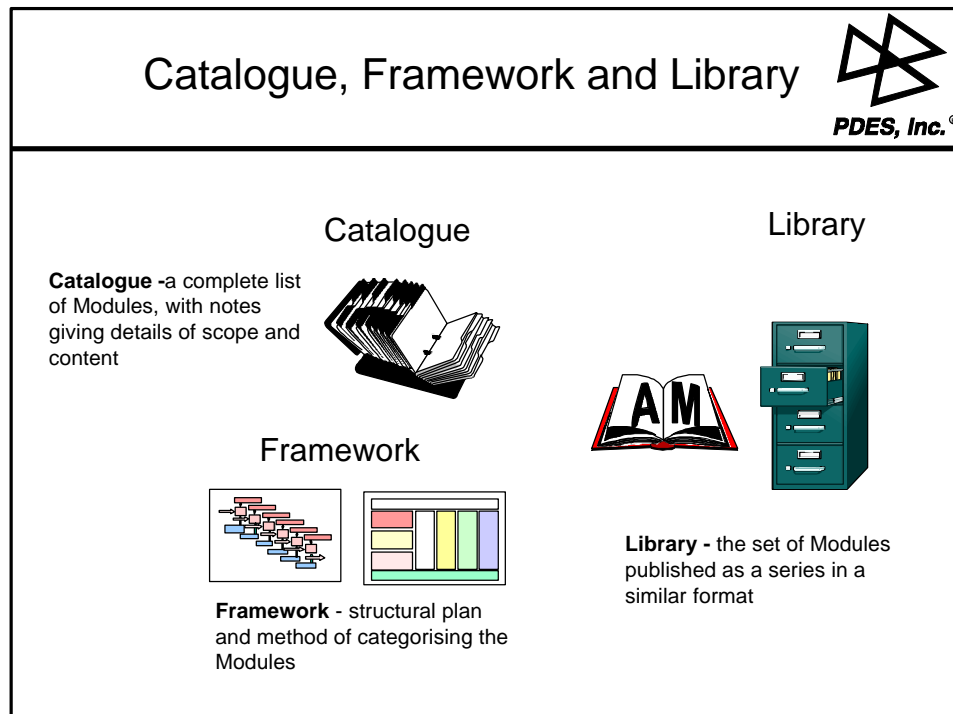 Catalogue, Framework and Library
PDES, Inc.®
Catalogue
Catalogue -a complete list
of Modules, with notes
giving details of scope and
content
Library
A M
Framework
Framework - structural plan
and method of categorising the
Modules
Library - the set of Modules
published as a series in a
similar format